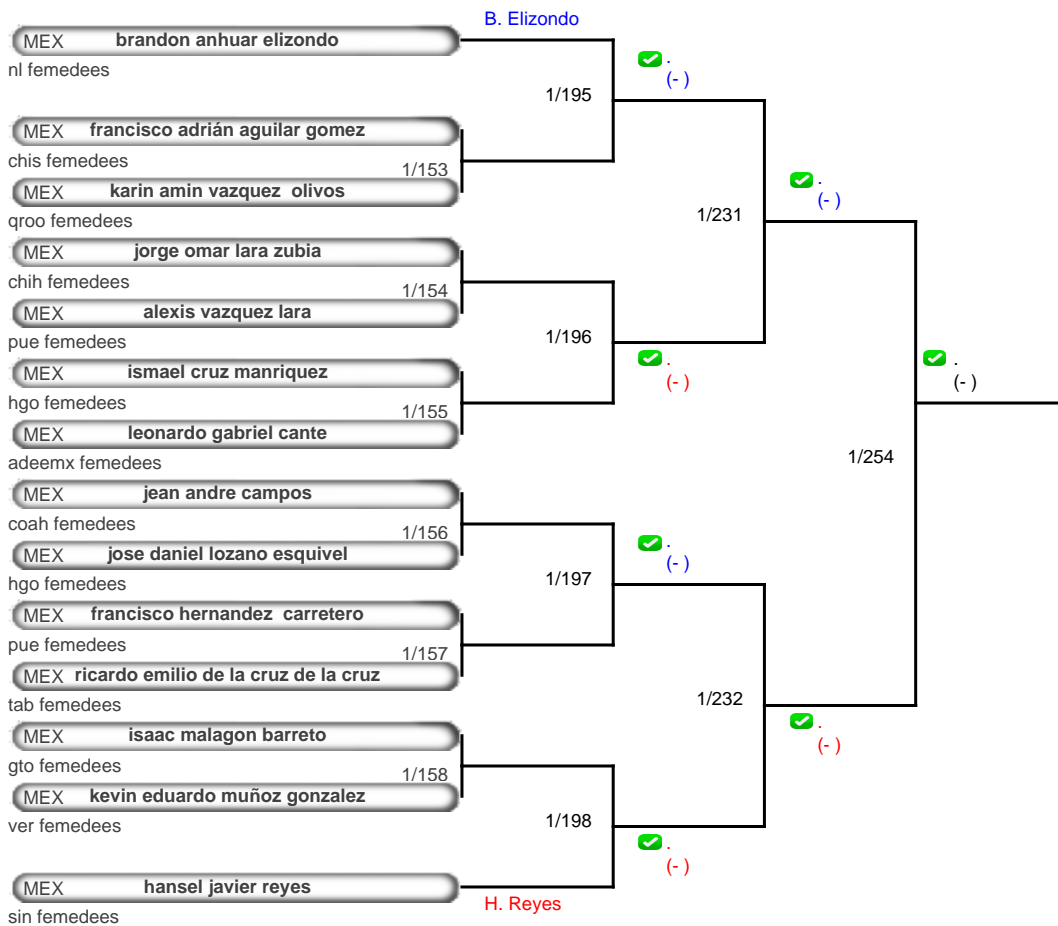 B. Elizondo
MEX brandon anhuar elizondo
nl femedees
.
(- )
1/195
MEX francisco adrián aguilar gomez
chis femedees
1/153
MEX karin amin vazquez  olivos
qroo femedees
.
(- )
1/231
MEX jorge omar lara zubia
chih femedees
1/154
MEX alexis vazquez lara
pue femedees
1/196
.
(- )
MEX ismael cruz manriquez
hgo femedees
1/155
MEX leonardo gabriel cante
adeemx femedees
.
(- )
1/254
MEX jean andre campos
coah femedees
1/156
MEX jose daniel lozano esquivel
hgo femedees
.
(- )
1/197
MEX francisco hernandez  carretero
pue femedees
1/157
MEX ricardo emilio de la cruz de la cruz
tab femedees
1/232
.
(- )
MEX isaac malagon barreto
gto femedees
1/158
MEX kevin eduardo muñoz gonzalez
ver femedees
1/198
.
(- )
MEX hansel javier reyes
H. Reyes
sin femedees